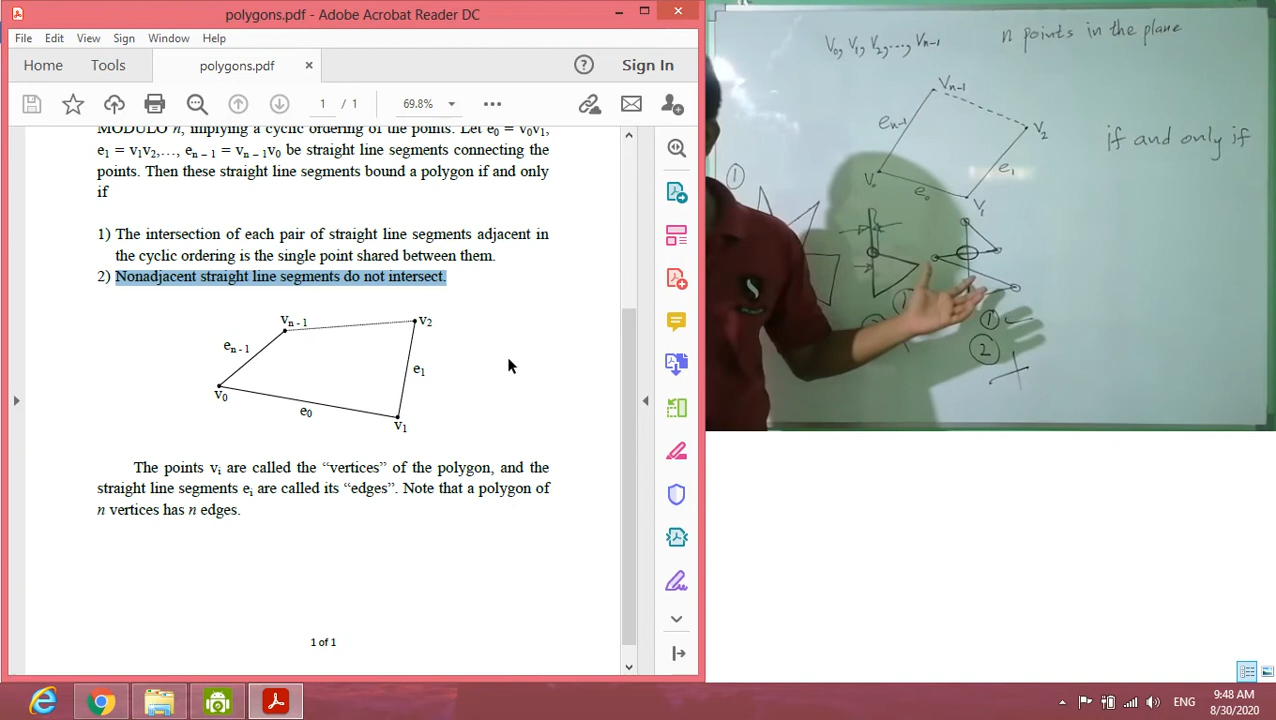 polygons.pdf - Adobe Acrobat Reader DC
File Edit View Sign Window Help
Home Tools polygons.pdf × ? Sign In
1 / 1 69.8%
MODULO n, implying a cyclic ordering of the points. Let e0 = v0v1,
e1 = v1v2,…, en – 1 = vn – 1v0 be straight line segments connecting the
points. Then these straight line segments bound a polygon if and only
if
1) The intersection of each pair of straight line segments adjacent in
the cyclic ordering is the single point shared between them.
2) Nonadjacent straight line segments do not intersect.
vn - 1 v2
en - 1
e1
v0
e0
v1
The points vi are called the “vertices” of the polygon, and the
straight line segments ei are called its “edges”. Note that a polygon of
n vertices has n edges.
1 of 1
V0, V1, V2, ..., Vn-1 n points in the plane
Vn-1
en-1 V2
if and only if
e1
V0
e0
V1
1
1
2
ENG
9:48 AM
8/30/2020